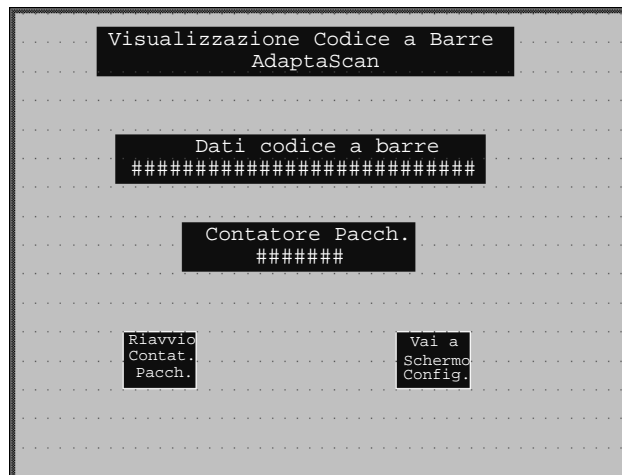 Visualizzazione Codice a Barre
AdaptaScan
Dati codice a barre
###########################
Contatore Pacch.
#######
Riavvio
Contat.
Pacch.
Vai a
Schermo
Config.